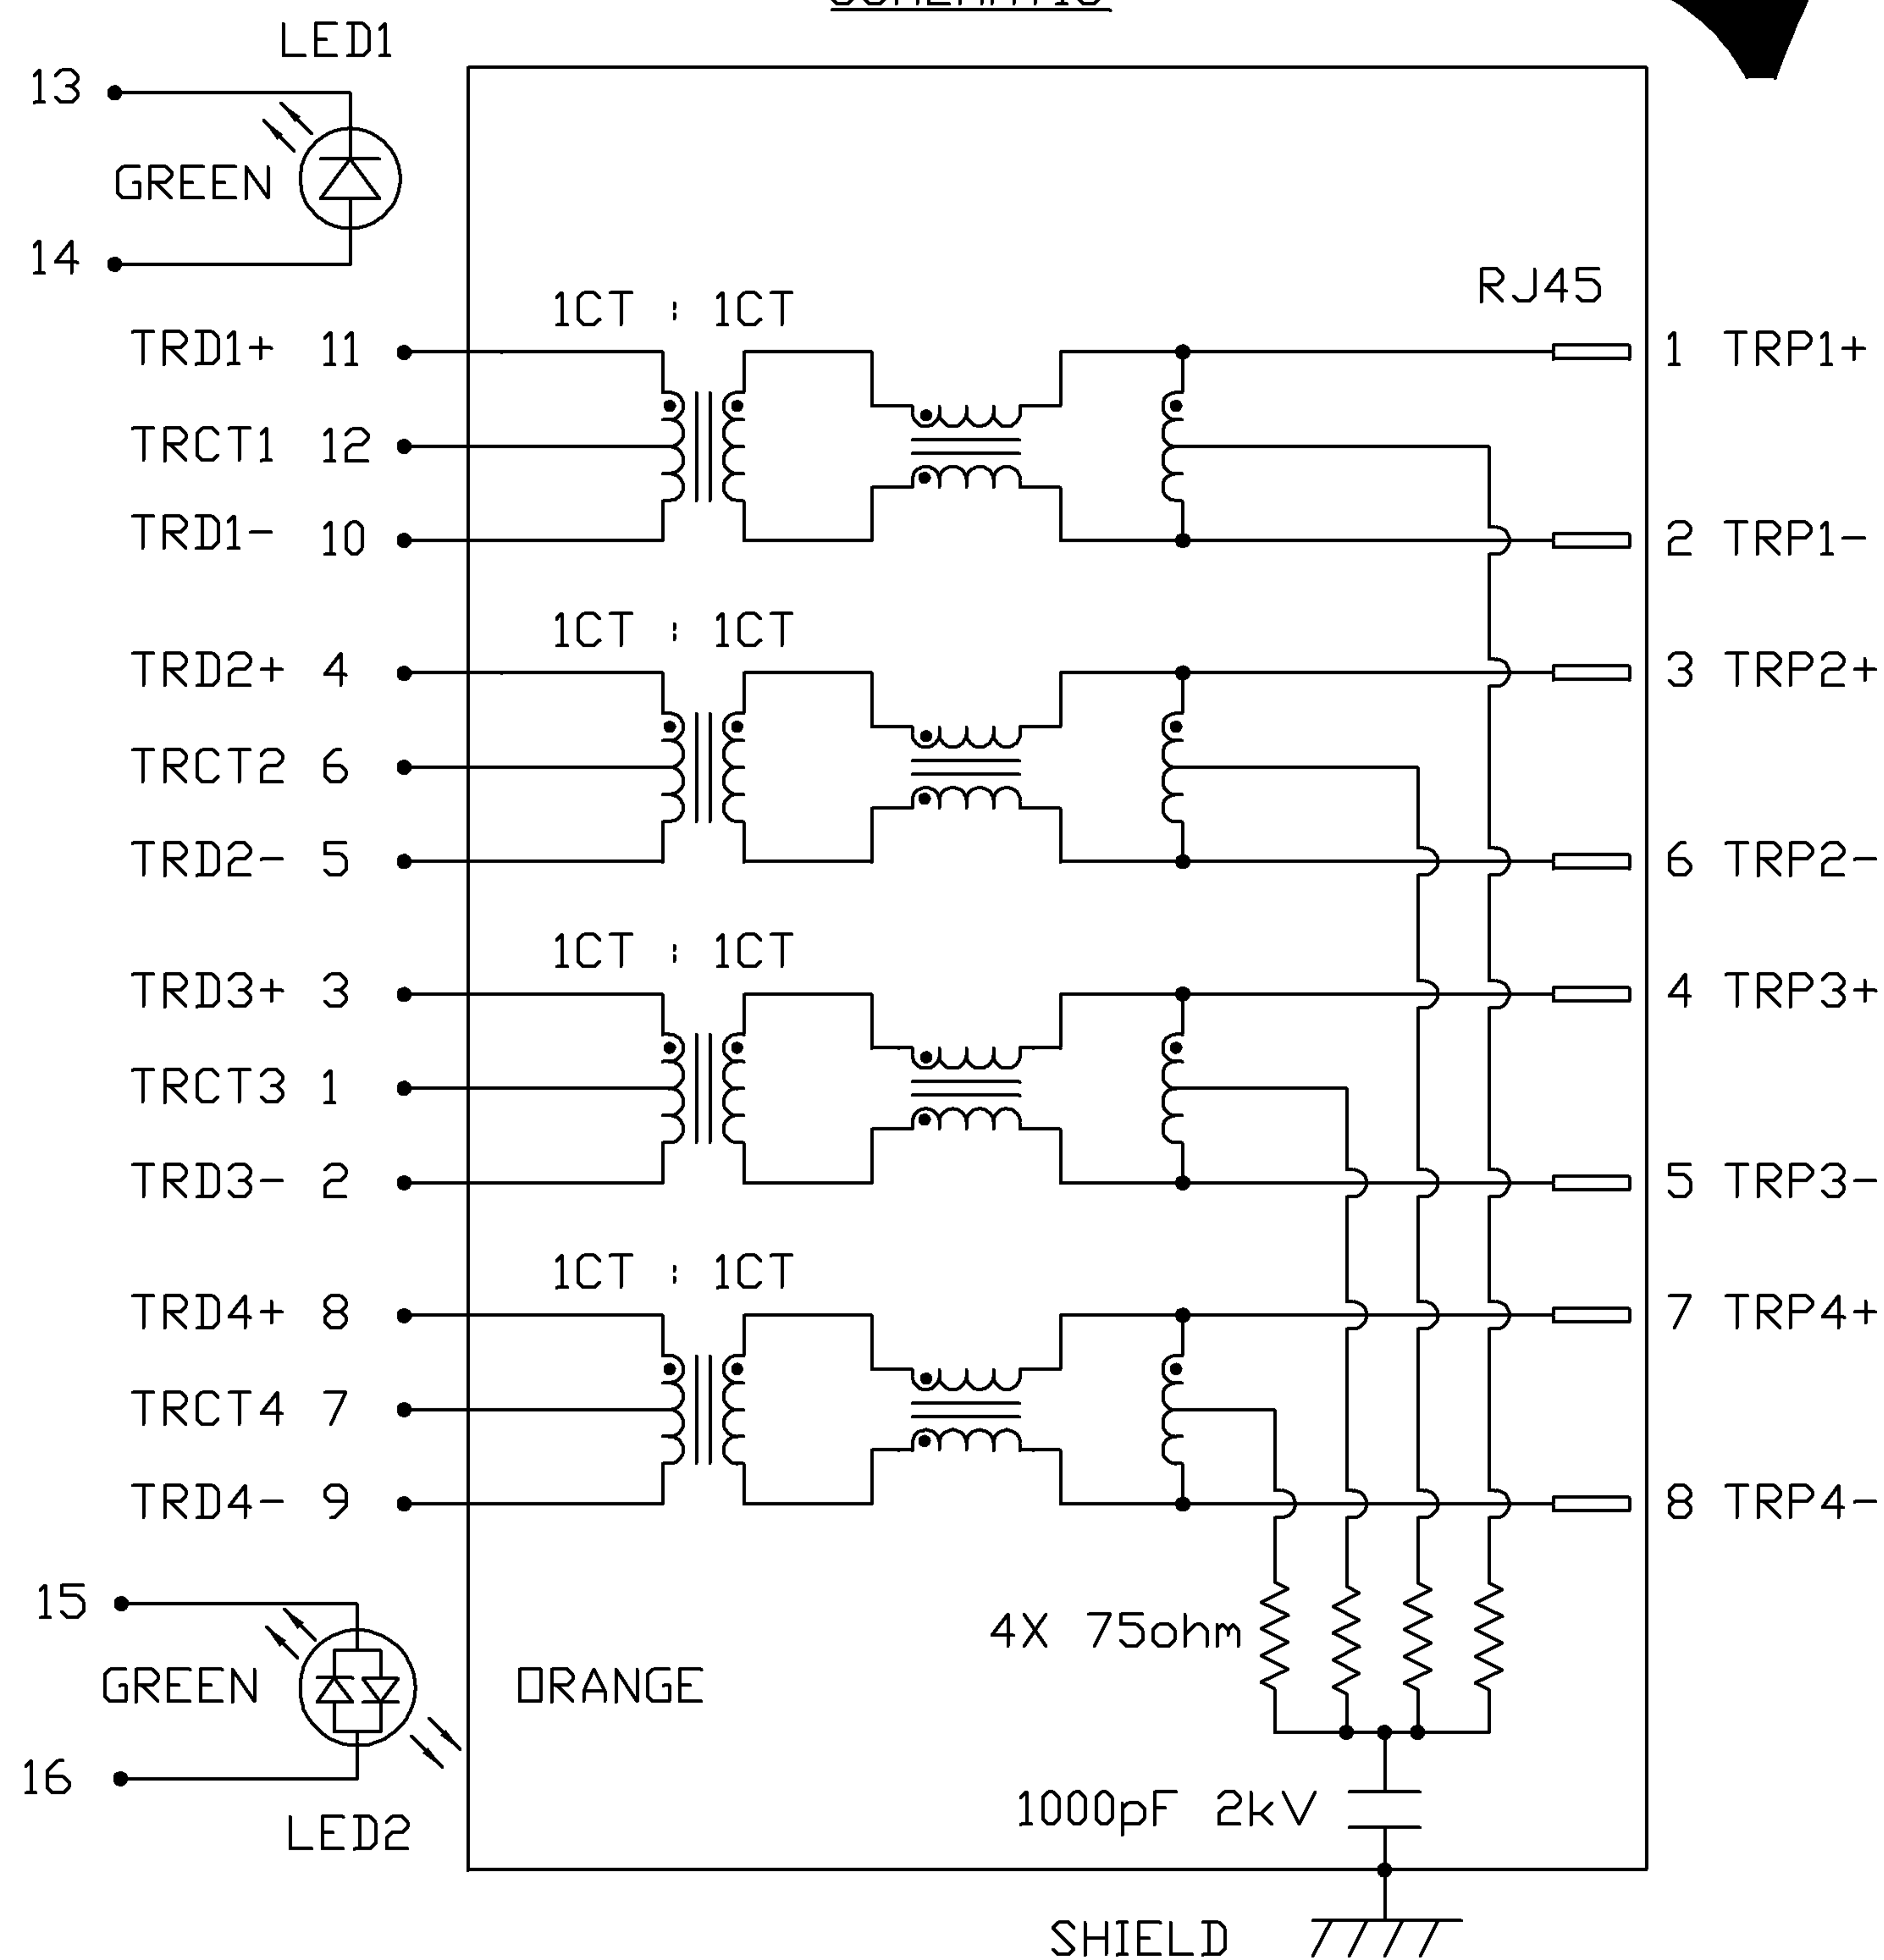 SCHEMATIC
LED1
13
GREEN
14
RJ45
1CT : 1CT
TRD1+ 11
1 TRP1+
TRCT1 12
TRD1- 10
2 TRP1-
1CT : 1CT
TRD2+ 4
3 TRP2+
TRCT2 6
TRD2- 5
6 TRP2-
1CT : 1CT
TRD3+ 3
4 TRP3+
TRCT3 1
TRD3- 2
5 TRP3-
1CT : 1CT
TRD4+ 8
7 TRP4+
TRCT4 7
TRD4- 9
8 TRP4-
15
4X 75ohm
GREEN
ORANGE
16
1000pF 2kV
LED2
SHIELD